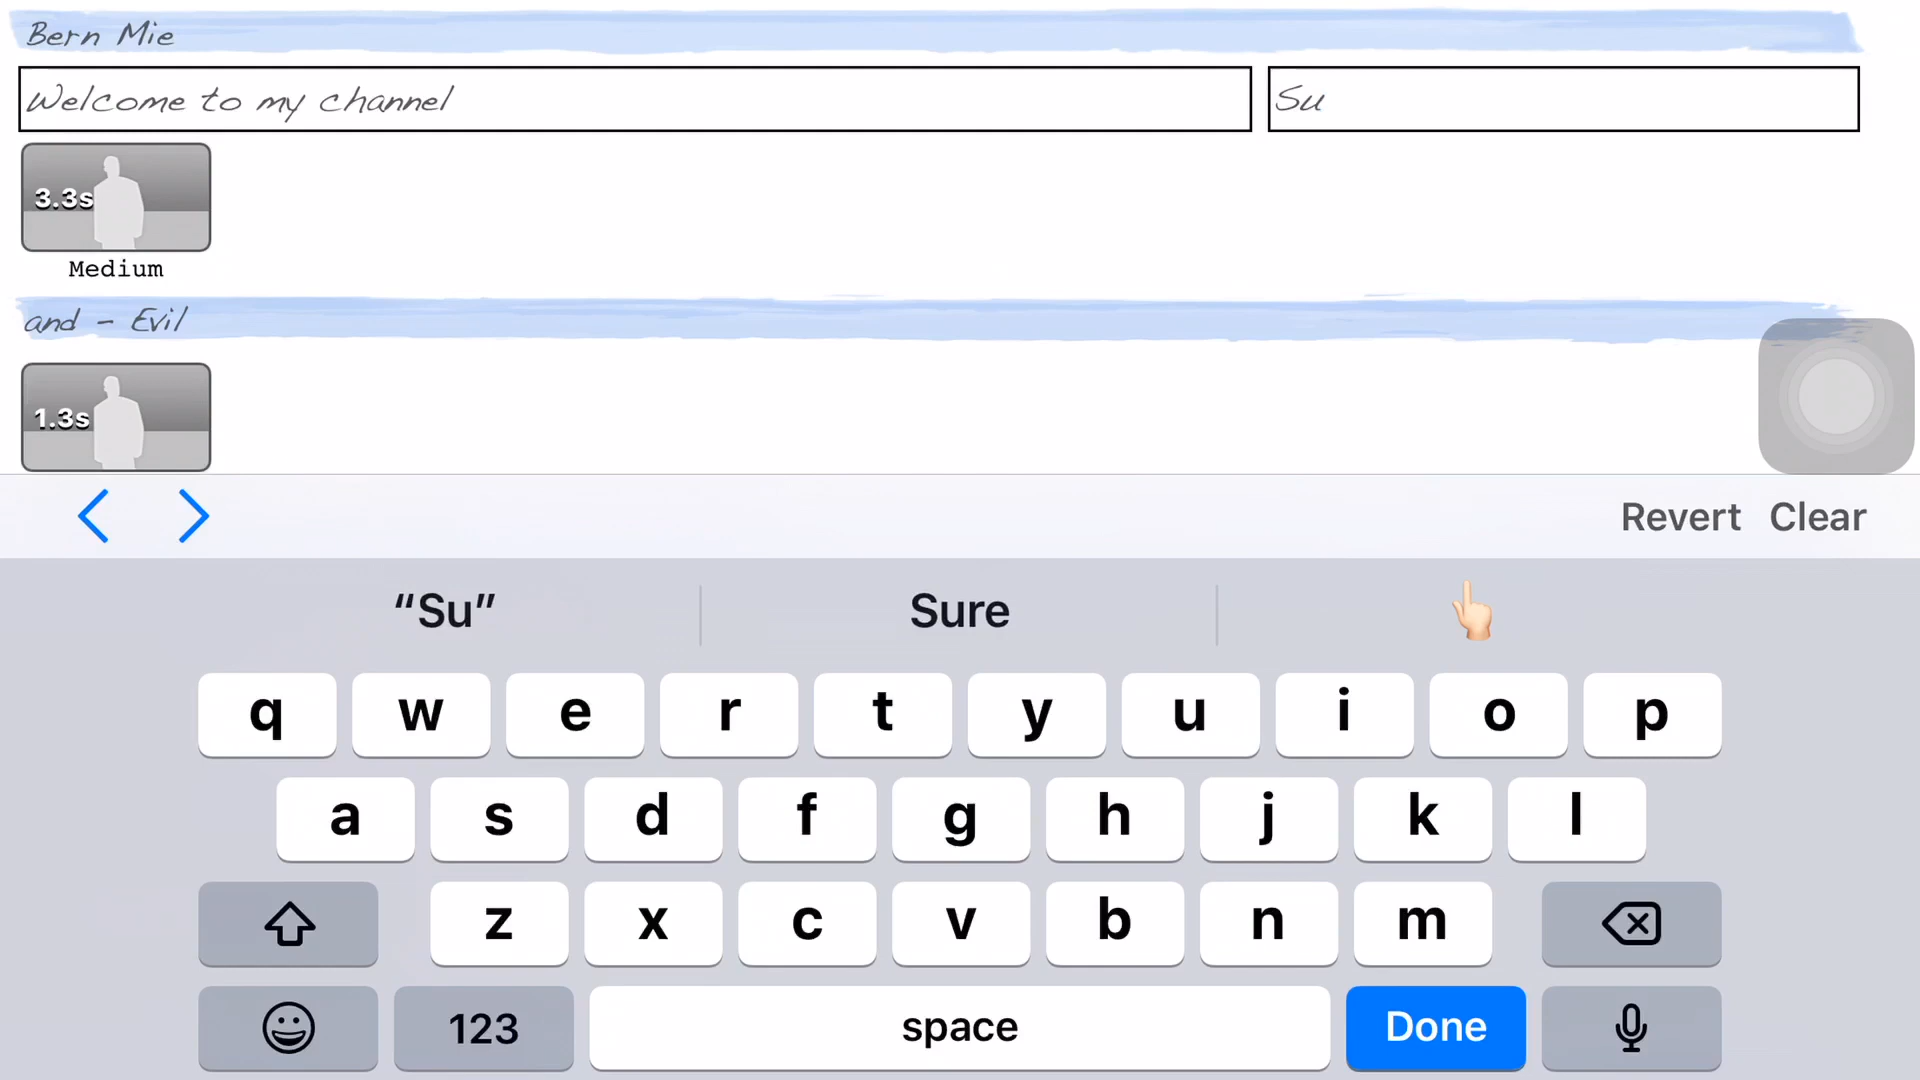 Bern Mie
Welcome to my channel
Su
3.3s
Medium
and - Evil
1.3s
Revert Clear
“Su” Sure
q w e r t y u i o p
a s d f g h j k l
z x c v b n m
123 space Done